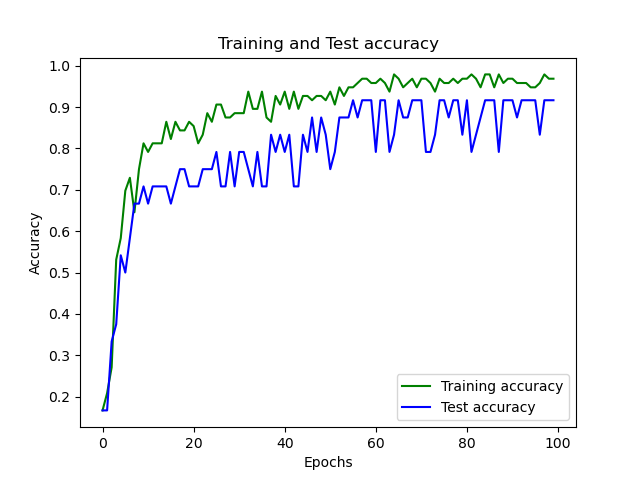 Training and Test accuracy
1.0
0.9
0.8
0.7
0.6
0.5
0.4
0.3
0.2
Accuracy
0 20 40 60 80 100
Epochs
Training accuracy
Test accuracy